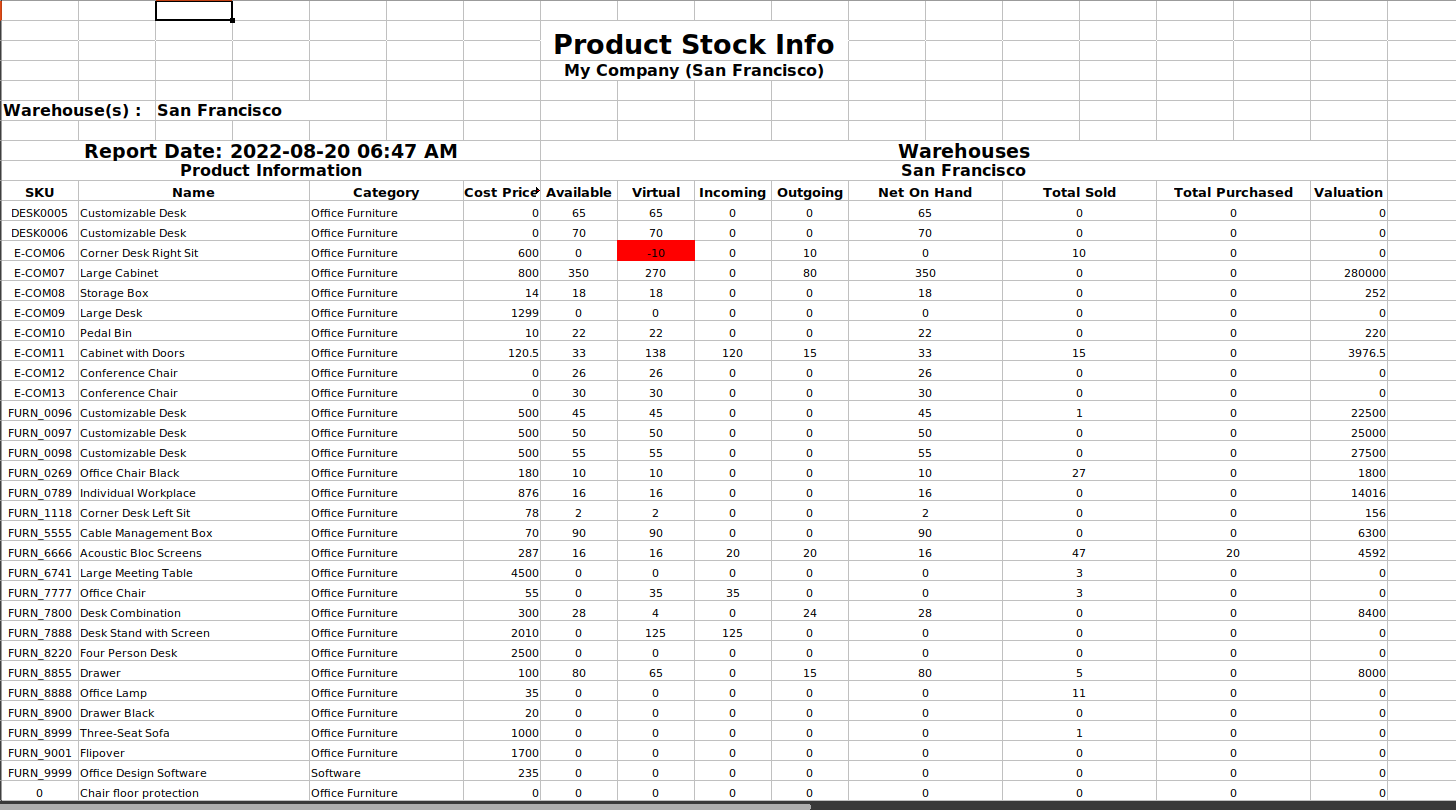 Product Stock Info
My Company (San Francisco)
Warehouse(s) : San Francisco
Report Date: 2022-08-20 06:47 AM Warehouses
Product Information San Francisco
SKU Name Category Cost Price Available Virtual Incoming Outgoing Net On Hand Total Sold Total Purchased Valuation
DESK0005 Customizable Desk Office Furniture 0 65 65 0 0 65 0 0 0
DESK0006 Customizable Desk Office Furniture 0 70 70 0 0 70 0 0 0
E-COM06 Corner Desk Right Sit Office Furniture 600 0 -10 0 10 0 10 0 0
E-COM07 Large Cabinet Office Furniture 800 350 270 0 80 350 0 0 280000
E-COM08 Storage Box Office Furniture 14 18 18 0 0 18 0 0 252
E-COM09 Large Desk Office Furniture 1299 0 0 0 0 0 0 0 0
E-COM10 Pedal Bin Office Furniture 10 22 22 0 0 22 0 0 220
E-COM11 Cabinet with Doors Office Furniture 120.5 33 138 120 15 33 15 0 3976.5
E-COM12 Conference Chair Office Furniture 0 26 26 0 0 26 0 0 0
E-COM13 Conference Chair Office Furniture 0 30 30 0 0 30 0 0 0
FURN_0096 Customizable Desk Office Furniture 500 45 45 0 0 45 1 0 22500
FURN_0097 Customizable Desk Office Furniture 500 50 50 0 0 50 0 0 25000
FURN_0098 Customizable Desk Office Furniture 500 55 55 0 0 55 0 0 27500
FURN_0269 Office Chair Black Office Furniture 180 10 10 0 0 10 27 0 1800
FURN_0789 Individual Workplace Office Furniture 876 16 16 0 0 16 0 0 14016
FURN_1118 Corner Desk Left Sit Office Furniture 78 2 2 0 0 2 0 0 156
FURN_5555 Cable Management Box Office Furniture 70 90 90 0 0 90 0 0 6300
FURN_6666 Acoustic Bloc Screens Office Furniture 287 16 16 20 20 16 47 20 4592
FURN_6741 Large Meeting Table Office Furniture 4500 0 0 0 0 0 3 0 0
FURN_7777 Office Chair Office Furniture 55 0 35 35 0 0 3 0 0
FURN_7800 Desk Combination Office Furniture 300 28 4 0 24 28 0 0 8400
FURN_7888 Desk Stand with Screen Office Furniture 2010 0 125 125 0 0 0 0 0
FURN_8220 Four Person Desk Office Furniture 2500 0 0 0 0 0 0 0 0
FURN_8855 Drawer Office Furniture 100 80 65 0 15 80 5 0 8000
FURN_8888 Office Lamp Office Furniture 35 0 0 0 0 0 11 0 0
FURN_8900 Drawer Black Office Furniture 20 0 0 0 0 0 0 0 0
FURN_8999 Three-Seat Sofa Office Furniture 1000 0 0 0 0 0 1 0 0
FURN_9001 Flipover Office Furniture 1700 0 0 0 0 0 0 0 0
FURN_9999 Office Design Software Software 235 0 0 0 0 0 0 0 0
0 Chair floor protection Office Furniture 0 0 0 0 0 0 0 0 0